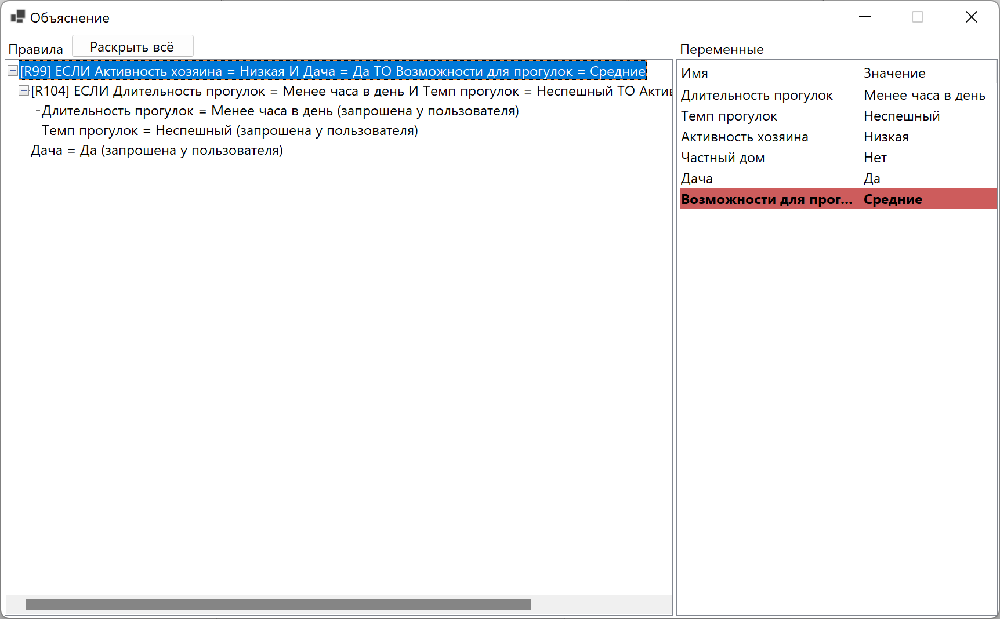 Объяснение
Правила
Раскрыть всё
[R99] ЕСЛИ Активность хозяина = Низкая И Дача = Да ТО Возможности для прогулок = Средние
[R104] ЕСЛИ Длительность прогулок = Менее часа в день И Темп прогулок = Неспешный ТО Актив
Длительность прогулок = Менее часа в день (запрошена у пользователя)
Темп прогулок = Неспешный (запрошена у пользователя)
Дача = Да (запрошена у пользователя)
Переменные
Имя Значение
Длительность прогулок Менее часа в день
Темп прогулок Неспешный
Активность хозяина Низкая
Частный дом Нет
Дача Да
Возможности для прог... Средние